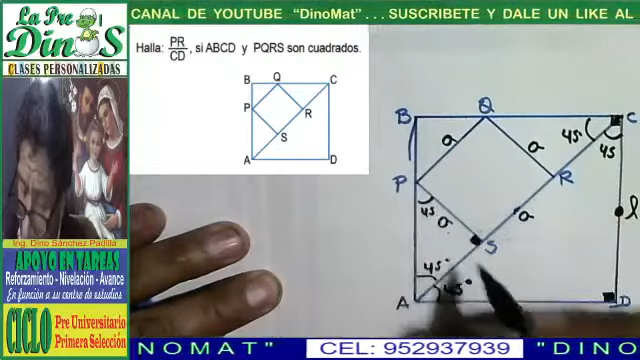 CANAL DE YOUTUBE “DinoMat”...SUSCRIBETE Y DALE UN LIKE AL
La Pre
DinOS
CLASES PERSONALIZADAS
Halla: PR/CD, si ABCD y PQRS son cuadrados.
B Q C
P
R
S
A D
B Q C
a a 45 45
P R
45 a a l
S
45°
45°
A D
Ing. Dino Sánchez Padilla
APOYO EN TAREAS
Reforzamiento - Nivelación - Avance
En función a su centro de estudios
CICLO Pre Universitario
Primera Selección
NOMAT" CEL: 952937939 "DINO